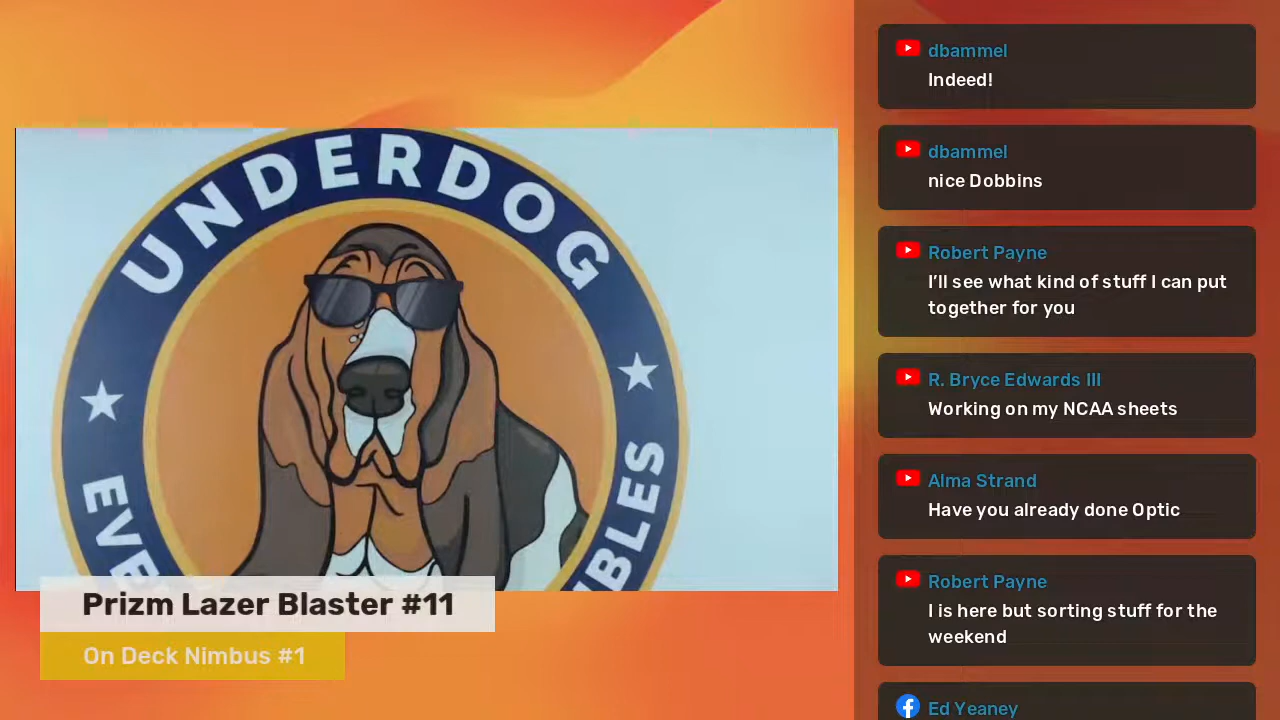 UNDERDOG
EVE
IBLES
Prizm Lazer Blaster #11
On Deck Nimbus #1
dbammel
Indeed!
dbammel
nice Dobbins
Robert Payne
I'll see what kind of stuff I can put
together for you
R. Bryce Edwards III
Working on my NCAA sheets
Alma Strand
Have you already done Optic
Robert Payne
I is here but sorting stuff for the
weekend
Ed Yeaney